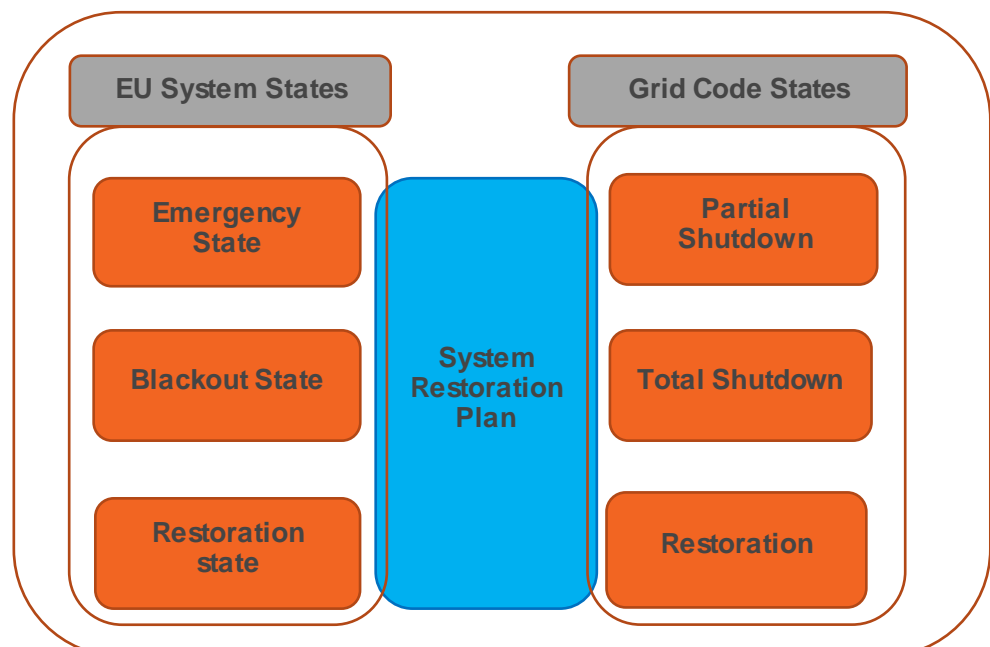 EU System States
Grid Code States
Emergency
State
Blackout State
Restoration
state
System
Restoration
Plan
Partial
Shutdown
Total Shutdown
Restoration